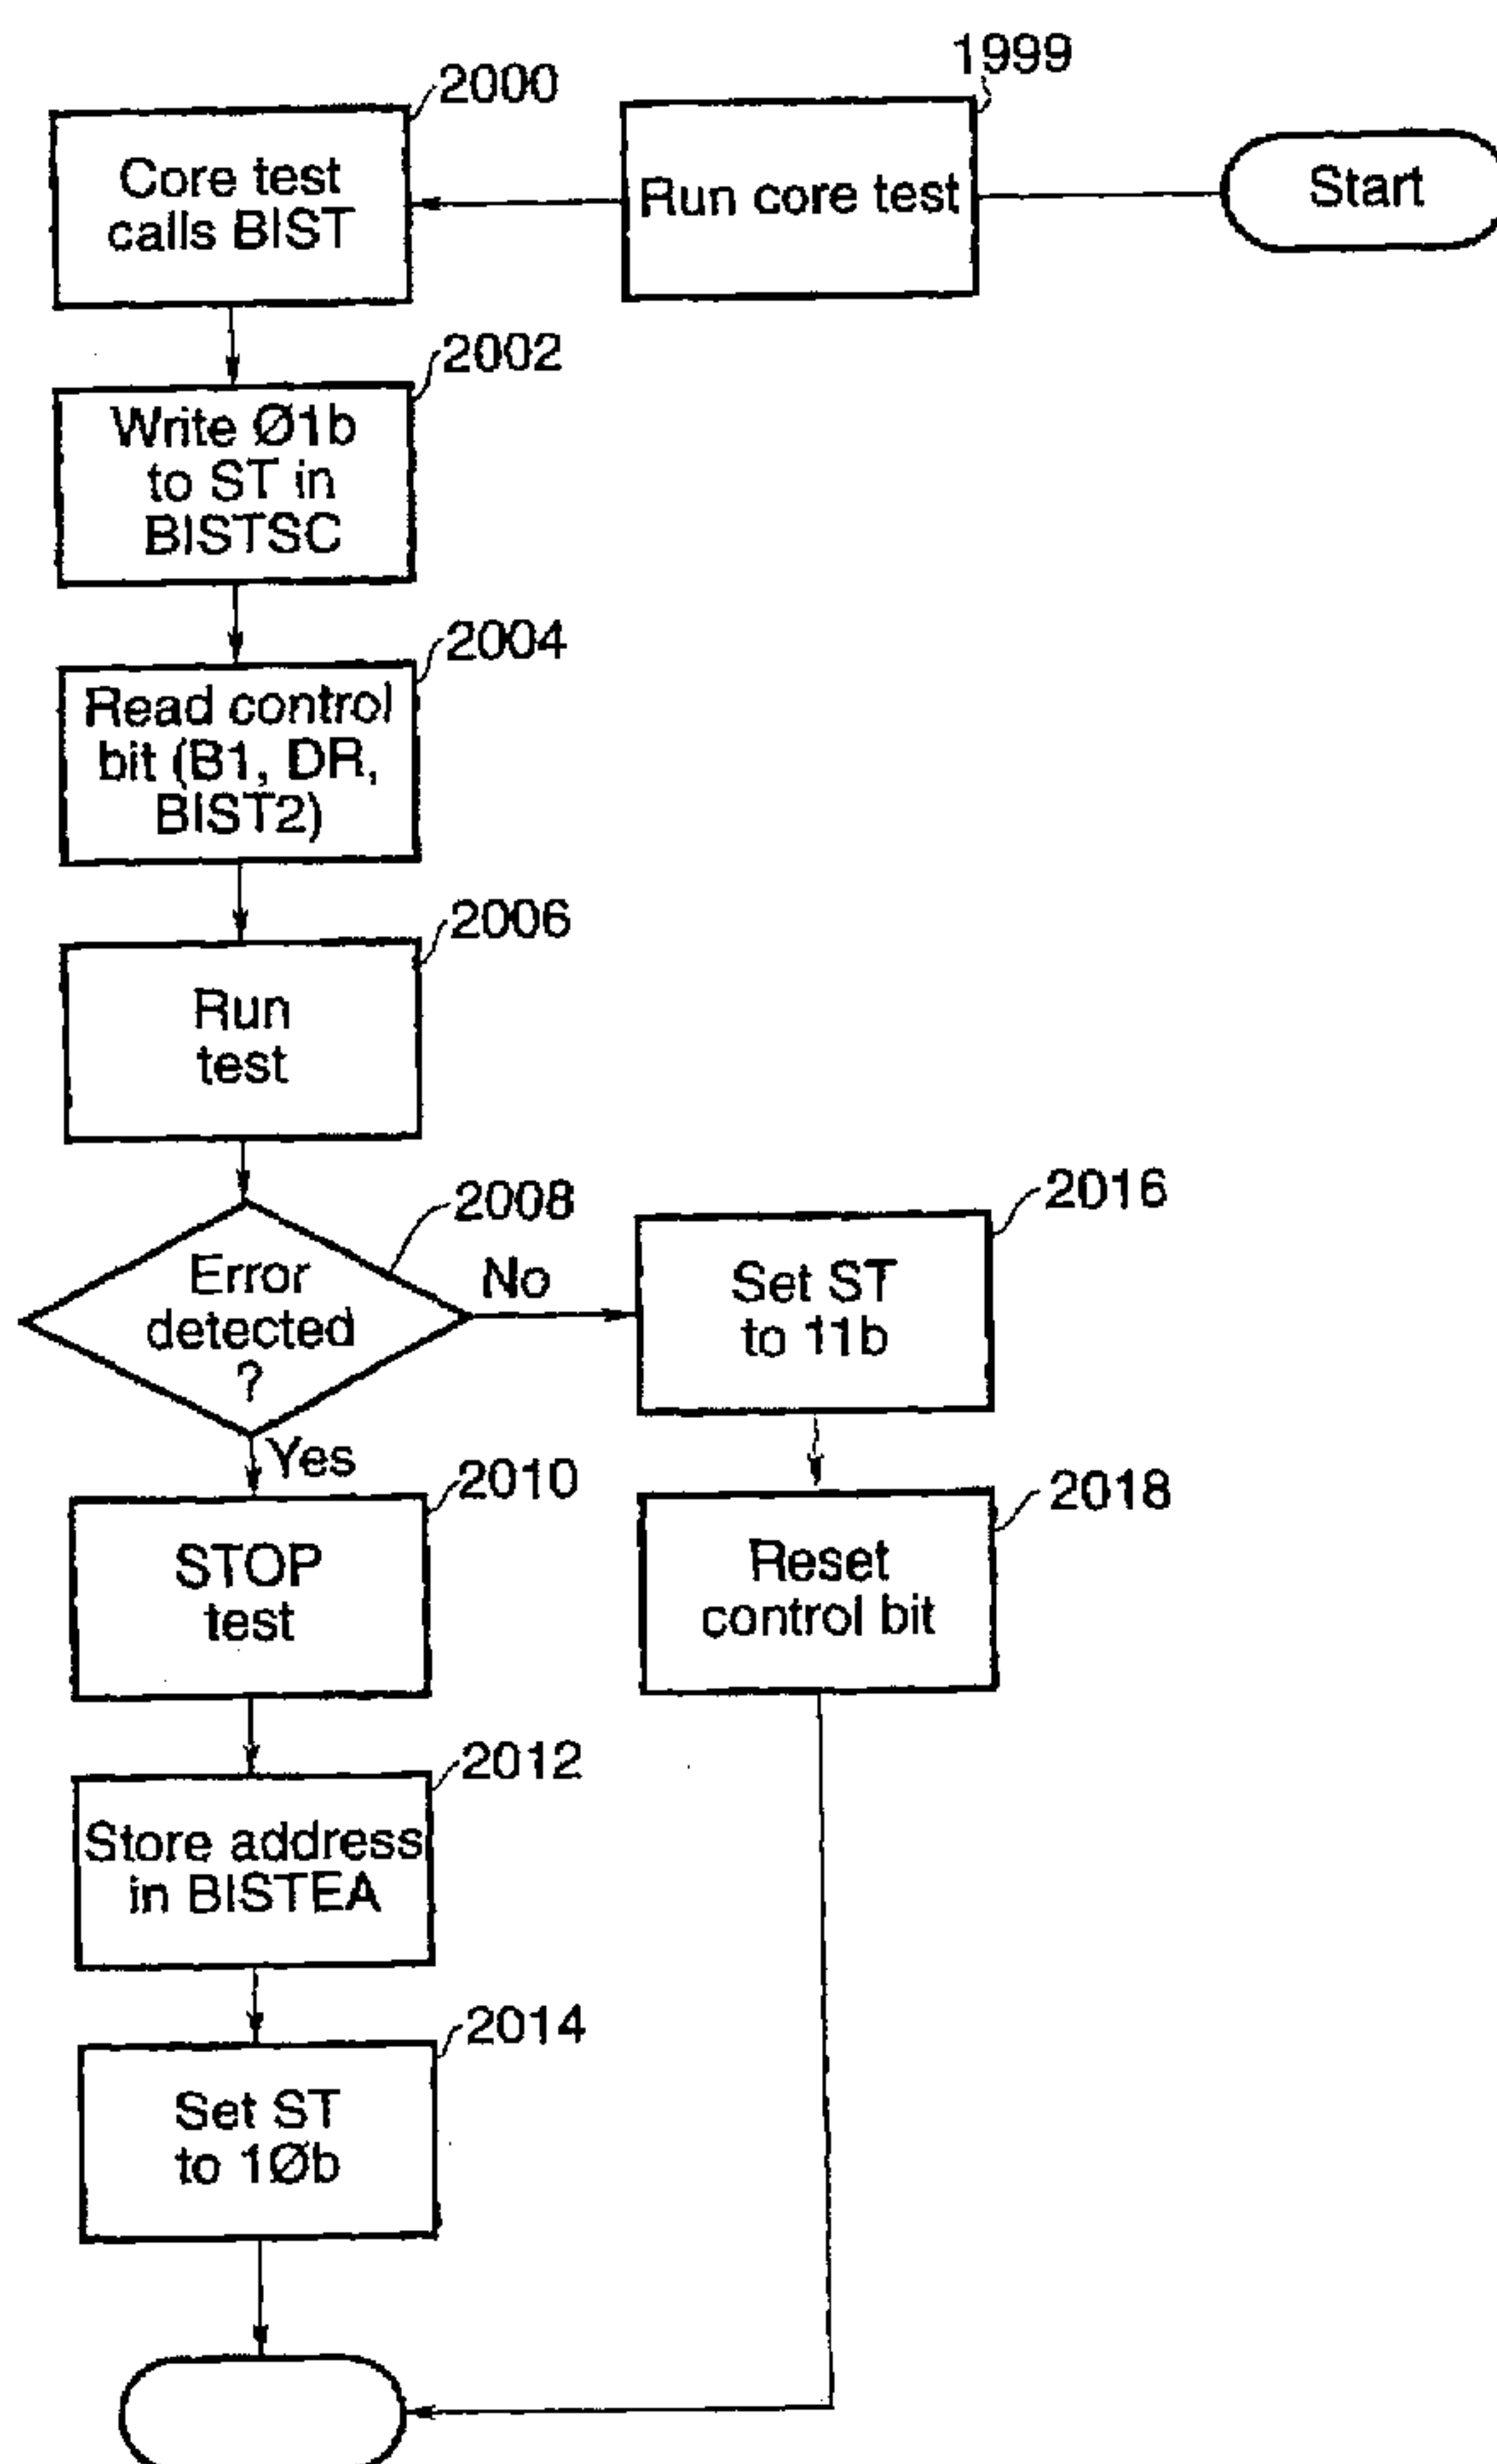 Start
1999
Run core test
2000
Core test
calls BIST
2002
Write Ø1b
to ST in
BISTSC
2004
Read control
bit (B1, DR,
BIST2)
2006
Run
test
2008
Error
detected
?
No
Yes
2016
Set ST
to 11b
2018
Reset
control bit
2010
STOP
test
2012
Store address
in BISTEA
2014
Set ST
to 1Øb